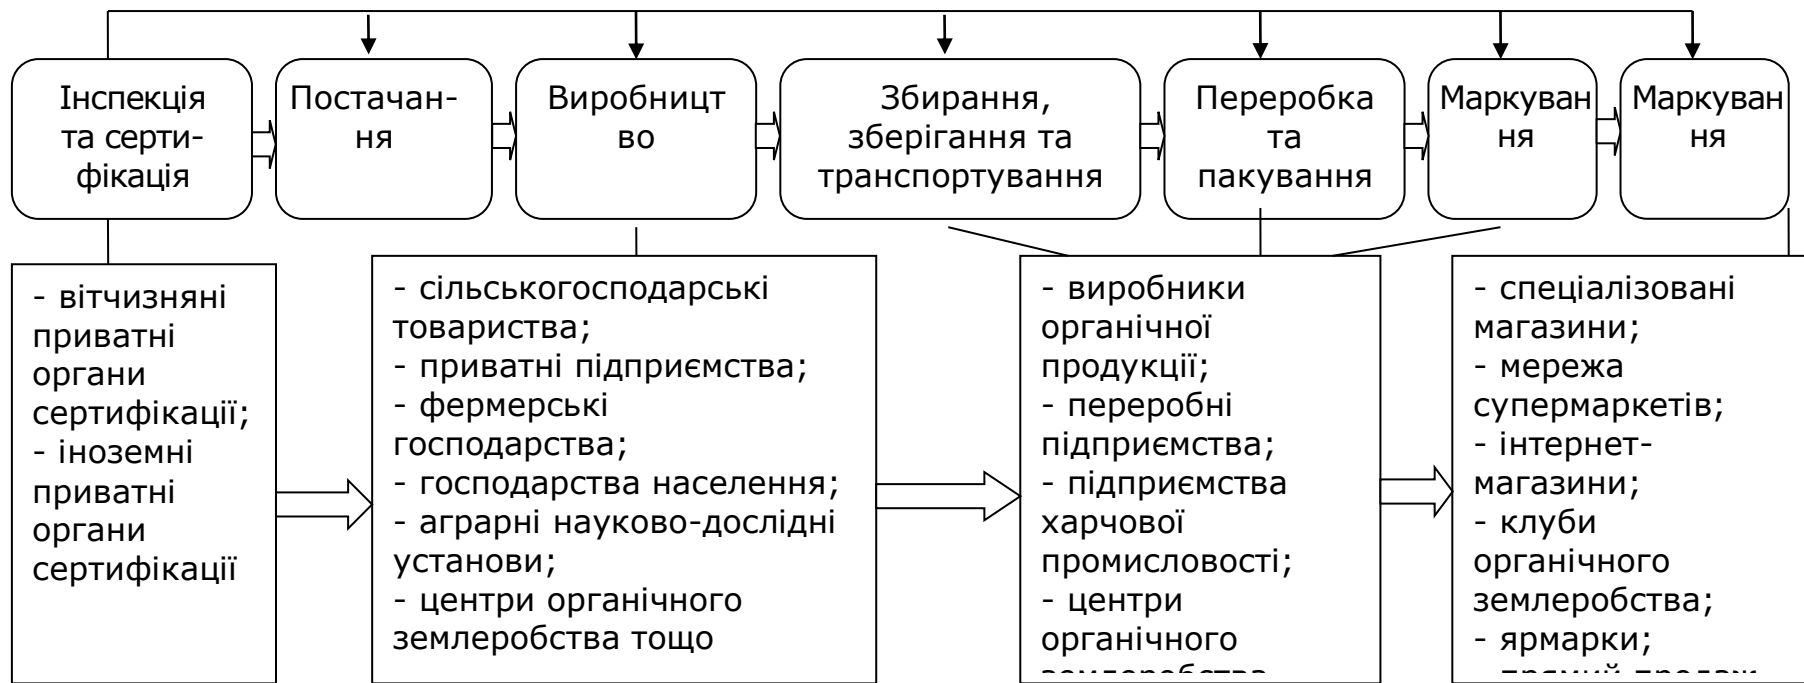 Інспекція
та серти-
фікація
Постачан-
ня
Виробницт
во
Збирання,
зберігання та
транспортування
Переробка
та
пакування
Маркуван
ня
Маркуван
ня
- вітчизняні
приватні
органи
сертифікації;
- іноземні
приватні
органи
сертифікації
- сільськогосподарські
товариства;
- приватні підприємства;
- фермерські
господарства;
- господарства населення;
- аграрні науково-дослідні
установи;
- центри органічного
землеробства тощо
- виробники
органічної
продукції;
- переробні
підприємства;
- підприємства
харчової
промисловості;
- центри
органічного
землеробства
- спеціалізовані
магазини;
- мережа
супермаркетів;
- інтернет-
магазини;
- клуби
органічного
землеробства;
- ярмарки;
- прямий продаж